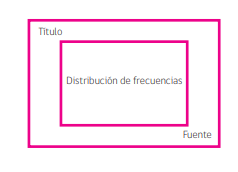 Título
Distribución de frecuencias
Fuente